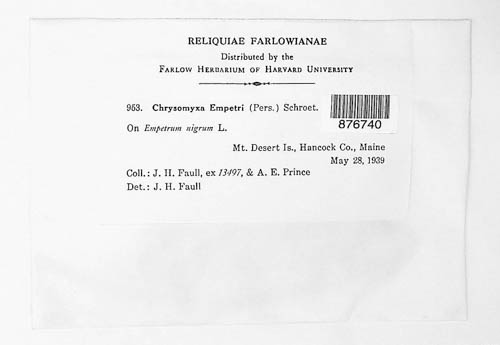 RELIQUIAE FARLOWIANAE
Distributed by the
FARLOW HERBARIUM OF HARVARD UNIVERSITY
953. Chrysomyxa Empetri (Pers.) Schroet.
876740
On Empetrum nigrum L.
Mt. Desert Is., Hancock Co., Maine
May 28, 1939
Coll.: J. H. Faull, ex 13497, & A. E. Prince
Det.: J. H. Faull